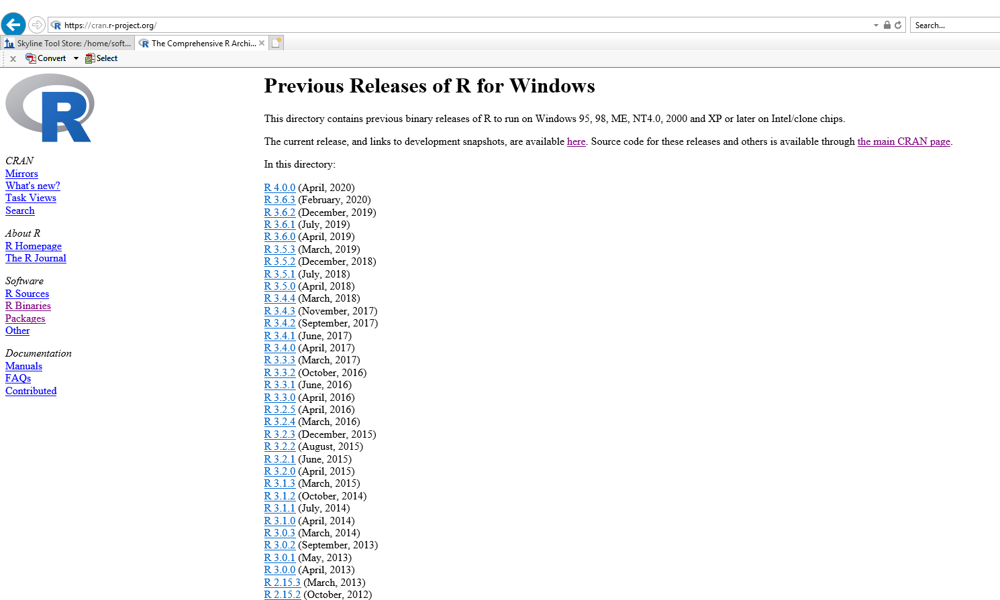 https://cran.r-project.org/
Search...
Skyline Tool Store: /home/soft...
The Comprehensive R Archi...
x Convert Select
R
CRAN
Mirrors
What's new?
Task Views
Search
About R
R Homepage
The R Journal
Software
R Sources
R Binaries
Packages
Other
Documentation
Manuals
FAQs
Contributed
Previous Releases of R for Windows
This directory contains previous binary releases of R to run on Windows 95, 98, ME, NT4.0, 2000 and XP or later on Intel/clone chips.
The current release, and links to development snapshots, are available here. Source code for these releases and others is available through the main CRAN page.
In this directory:
R 4.0.0 (April, 2020)
R 3.6.3 (February, 2020)
R 3.6.2 (December, 2019)
R 3.6.1 (July, 2019)
R 3.6.0 (April, 2019)
R 3.5.3 (March, 2019)
R 3.5.2 (December, 2018)
R 3.5.1 (July, 2018)
R 3.5.0 (April, 2018)
R 3.4.4 (March, 2018)
R 3.4.3 (November, 2017)
R 3.4.2 (September, 2017)
R 3.4.1 (June, 2017)
R 3.4.0 (April, 2017)
R 3.3.3 (March, 2017)
R 3.3.2 (October, 2016)
R 3.3.1 (June, 2016)
R 3.3.0 (April, 2016)
R 3.2.5 (April, 2016)
R 3.2.4 (March, 2016)
R 3.2.3 (December, 2015)
R 3.2.2 (August, 2015)
R 3.2.1 (June, 2015)
R 3.2.0 (April, 2015)
R 3.1.3 (March, 2015)
R 3.1.2 (October, 2014)
R 3.1.1 (July, 2014)
R 3.1.0 (April, 2014)
R 3.0.3 (March, 2014)
R 3.0.2 (September, 2013)
R 3.0.1 (May, 2013)
R 3.0.0 (April, 2013)
R 2.15.3 (March, 2013)
R 2.15.2 (October, 2012)